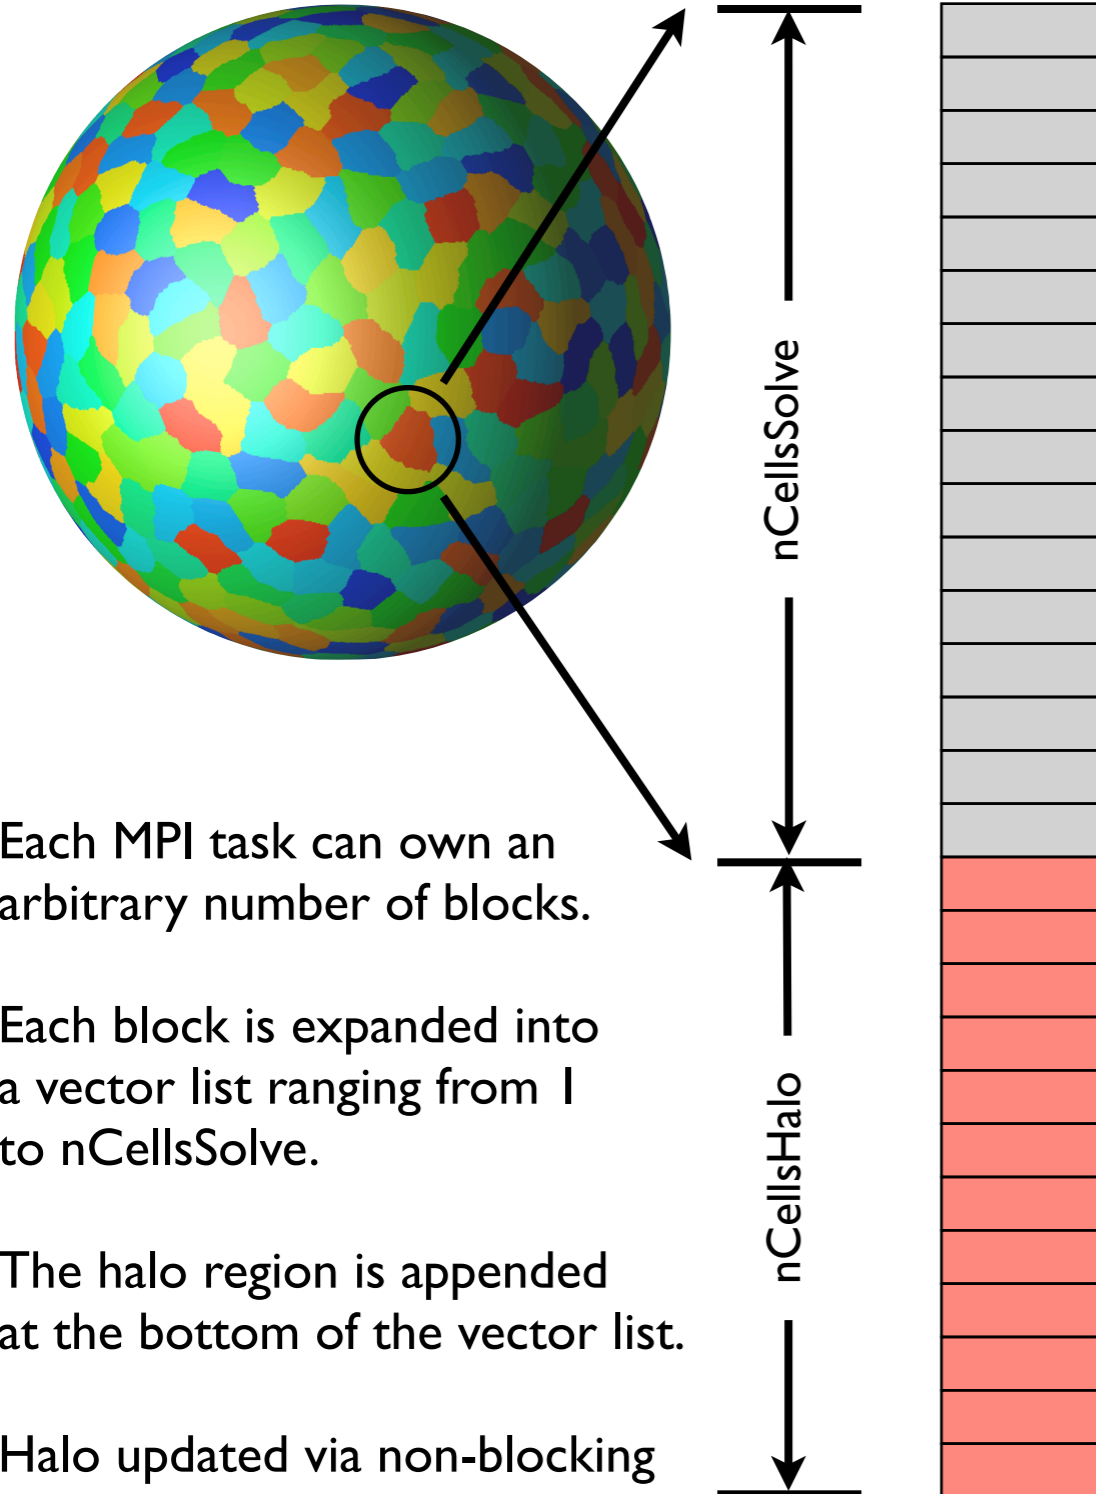 nCellsSolve
Each MPI task can own an
arbitrary number of blocks.
Each block is expanded into
a vector list ranging from 1
to nCellsSolve.
nCellsHalo
The halo region is appended
at the bottom of the vector list.
Halo updated via non-blocking